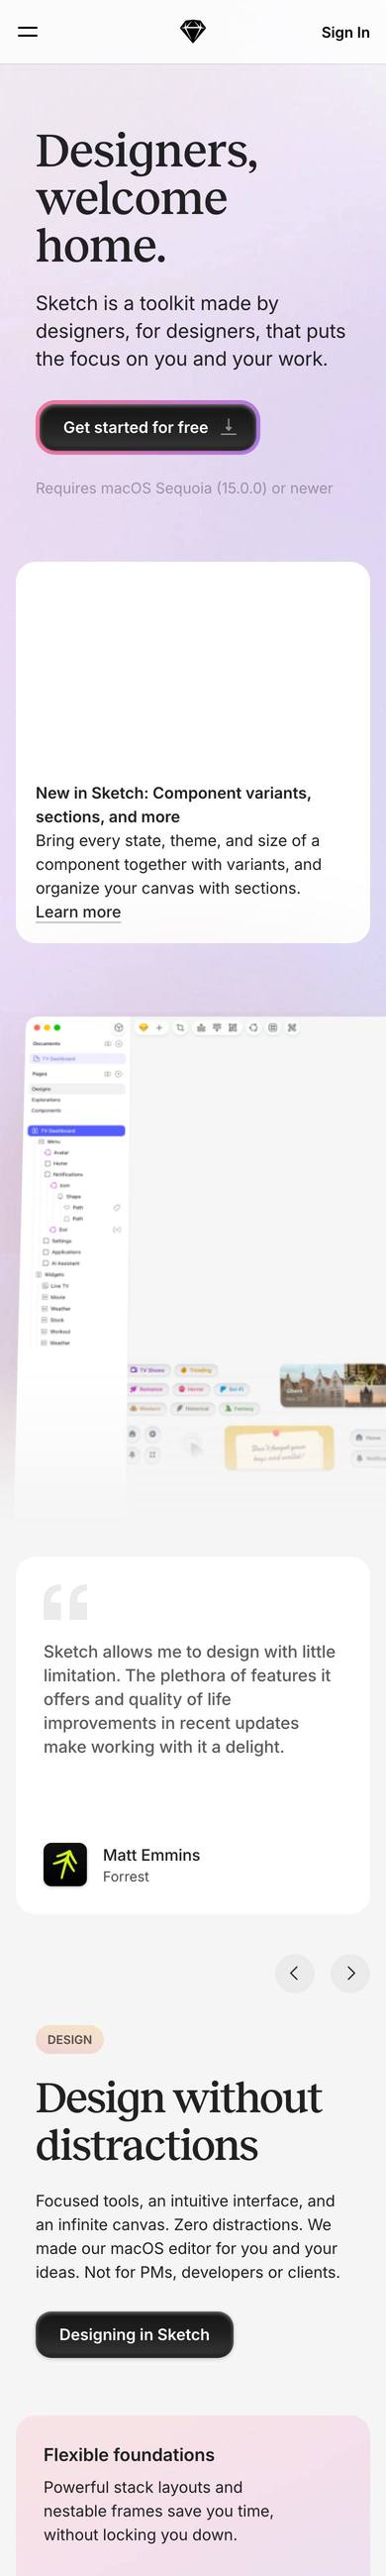 Sign In
Designers,
welcome
home.
Sketch is a toolkit made by
designers, for designers, that puts
the focus on you and your work.
Get started for free
Requires macOS Sequoia (15.0.0) or newer
New in Sketch: Component variants,
sections, and more
Bring every state, theme, and size of a
component together with variants, and
organize your canvas with sections.
Learn more
Documents
TV Dashboard
Pages
Designs
Explorations
Components
TV Dashboard
Menu
Avatar
Home
Notifications
Icon
Shape
Path
Path
Dot
Settings
Applications
AI Assistant
Widgets
Live TV
Movie
Weather
Stock
Workout
Weather
TV Shows
Trending
Romance
Horror
Sci-Fi
Western
Historical
Fantasy
Don't forget your
Home
Sketch allows me to design with little
limitation. The plethora of features it
offers and quality of life
improvements in recent updates
make working with it a delight.
Matt Emmins
Forrest
DESIGN
Design without
distractions
Focused tools, an intuitive interface, and
an infinite canvas. Zero distractions. We
made our macOS editor for you and your
ideas. Not for PMs, developers or clients.
Designing in Sketch
Flexible foundations
Powerful stack layouts and
nestable frames save you time,
without locking you down.